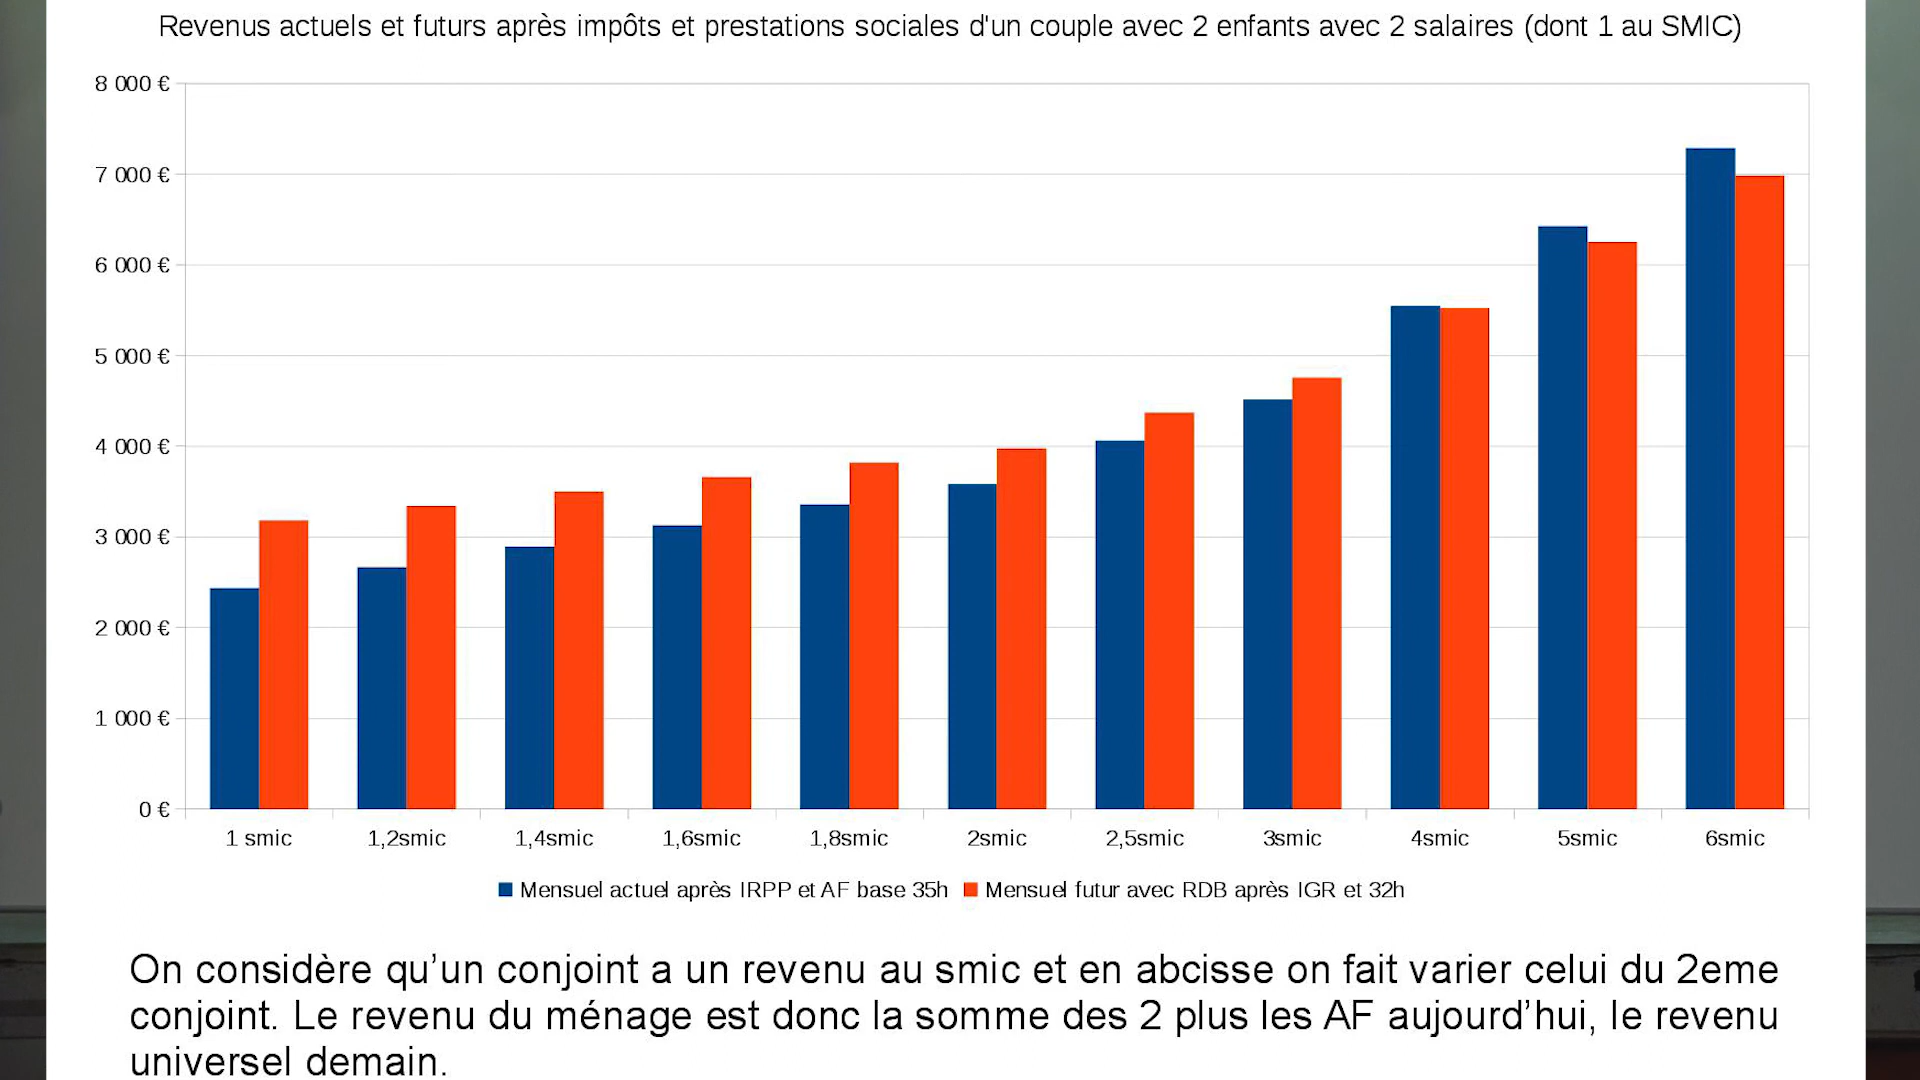 Revenus actuels et futurs après impôts et prestations sociales d'un couple avec 2 enfants avec 2 salaires (dont 1 au SMIC)
8 000 €
7 000 €
6 000 €
5 000 €
4 000 €
3 000 €
2 000 €
1 000 €
0 €
1 smic 1,2smic 1,4smic 1,6smic 1,8smic 2smic 2,5smic 3smic 4smic 5smic 6smic
Mensuel actuel après IRPP et AF base 35h Mensuel futur avec RDB après IGR et 32h
On considère qu’un conjoint a un revenu au smic et en abcisse on fait varier celui du 2eme
conjoint. Le revenu du ménage est donc la somme des 2 plus les AF aujourd’hui, le revenu
universel demain.